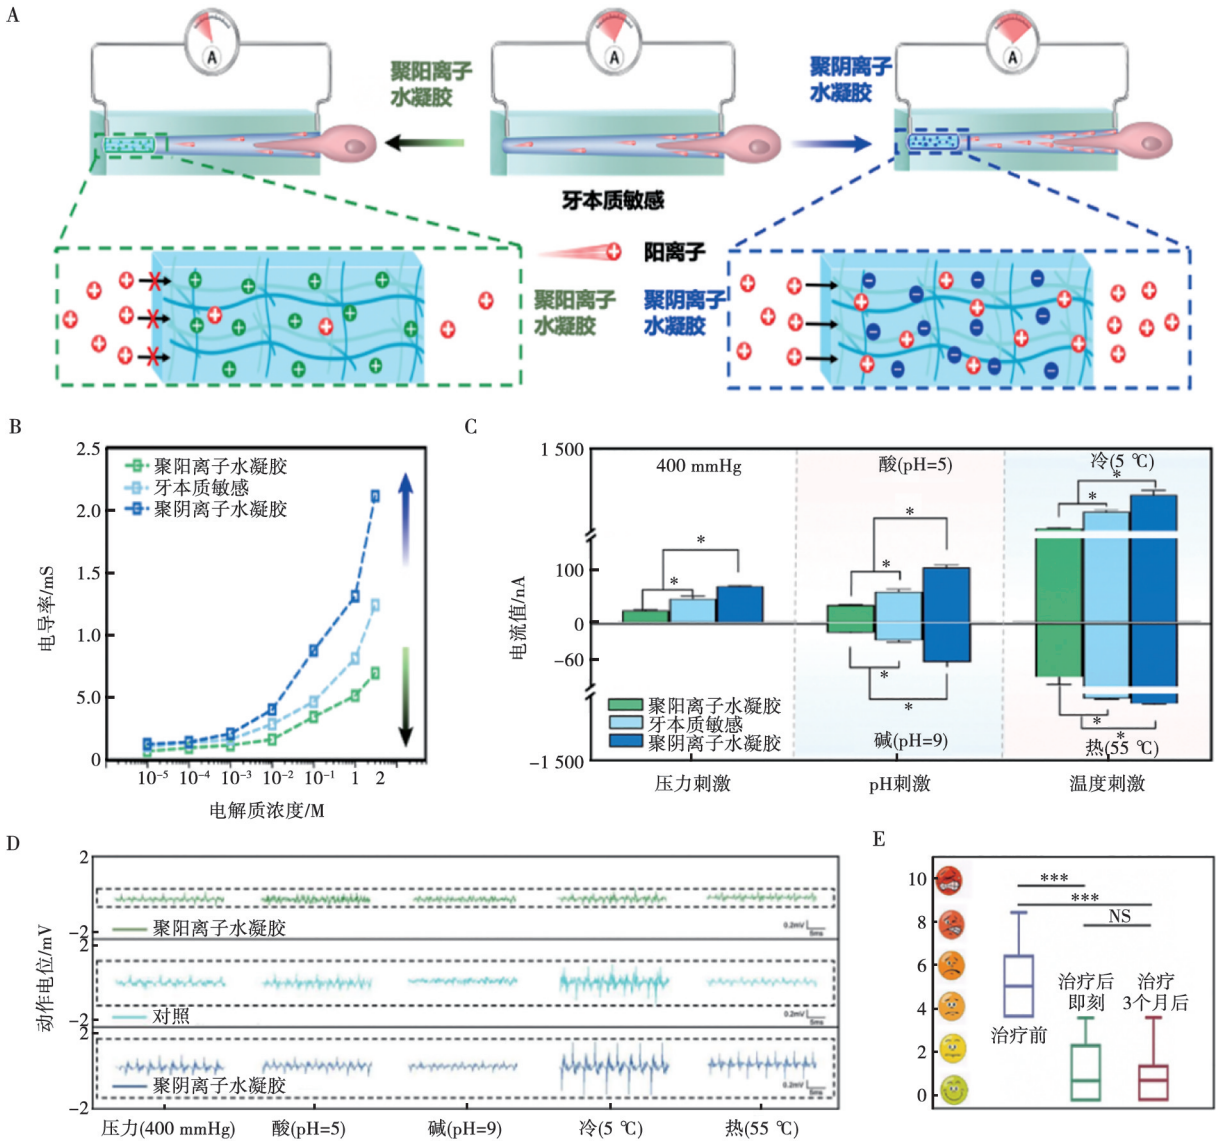 A
A
A
A
聚阳离子
水凝胶
聚阴离子
水凝胶
牙本质敏感
阳离子
聚阳离子
水凝胶
聚阴离子
水凝胶
B
2.5
2.0
1.5
1.0
5.0
0
电导率/mS
聚阳离子水凝胶
牙本质敏感
聚阴离子水凝胶
10⁻⁵ 10⁻⁴ 10⁻³ 10⁻² 10⁻¹ 1 2
电解质浓度/M
C
1 500
100
0
−60
−1 500
电流值/nA
400 mmHg
酸(pH=5)
冷(5 ℃)
* * * * * *
* * * *
聚阳离子水凝胶
牙本质敏感
聚阴离子水凝胶
碱(pH=9)
热(55 ℃)
压力刺激 pH刺激 温度刺激
D
动作电位/mV
2
−2
聚阳离子水凝胶
0.2mV
5ms
2
−2
对照
0.2mV
5ms
2
−2
聚阴离子水凝胶
0.2mV
5ms
压力(400 mmHg) 酸(pH=5) 碱(pH=9) 冷(5 ℃) 热(55 ℃)
E
10
8
6
4
2
0
***
***
NS
治疗前
治疗后
即刻
治疗
3个月后